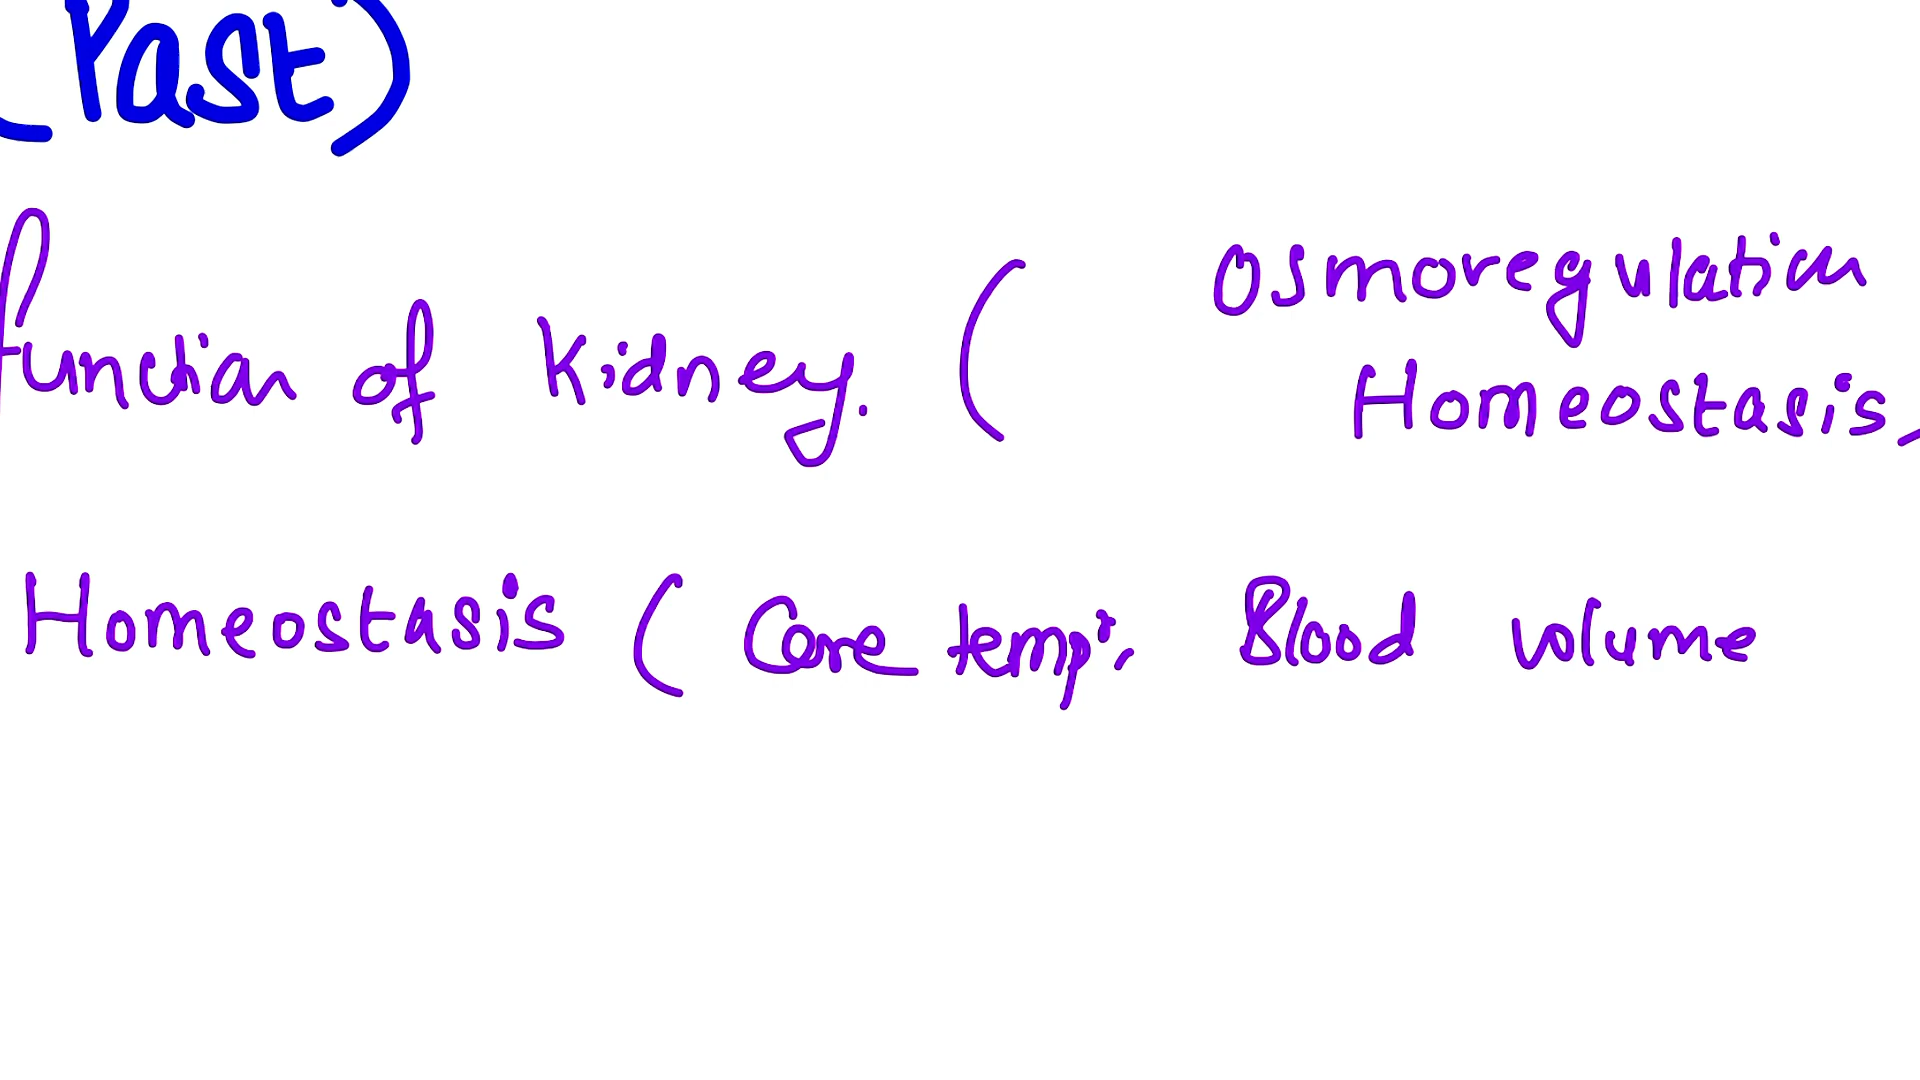 (Past)
Osmoregulation
function of Kidney. (
Homeostasis,
Homeostasis ( Core temp, Blood volume